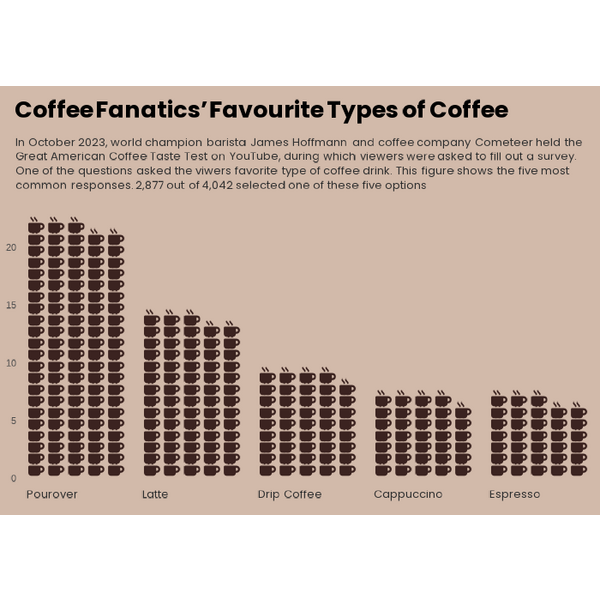 Coffee Fanatics' Favourite Types of Coffee
In October 2023, world champion barista James Hoffmann and coffee company Cometeer held the
Great American Coffee Taste Test on YouTube, during which viewers were asked to fill out a survey.
One of the questions asked the viwers favorite type of coffee drink. This figure shows the five most
common responses. 2,877 out of 4,042 selected one of these five options
20
15
10
5
0
Pourover Latte Drip Coffee Cappuccino Espresso